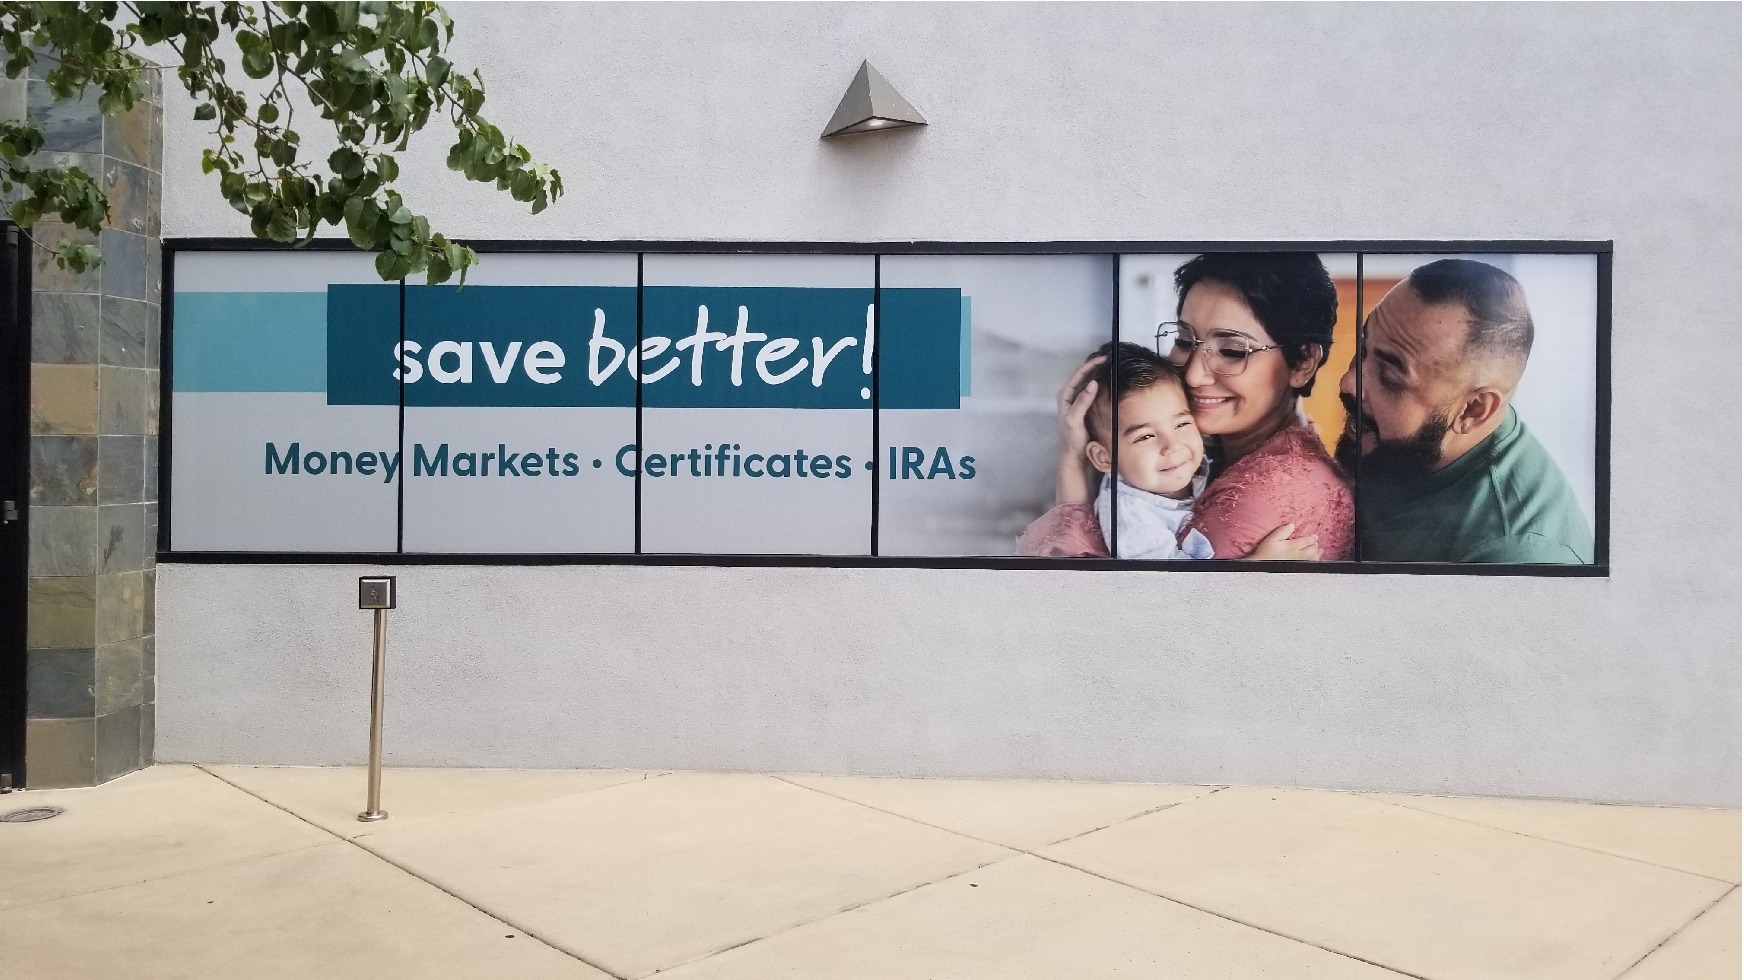 save better!
Money Markets • Certificates • IRAs